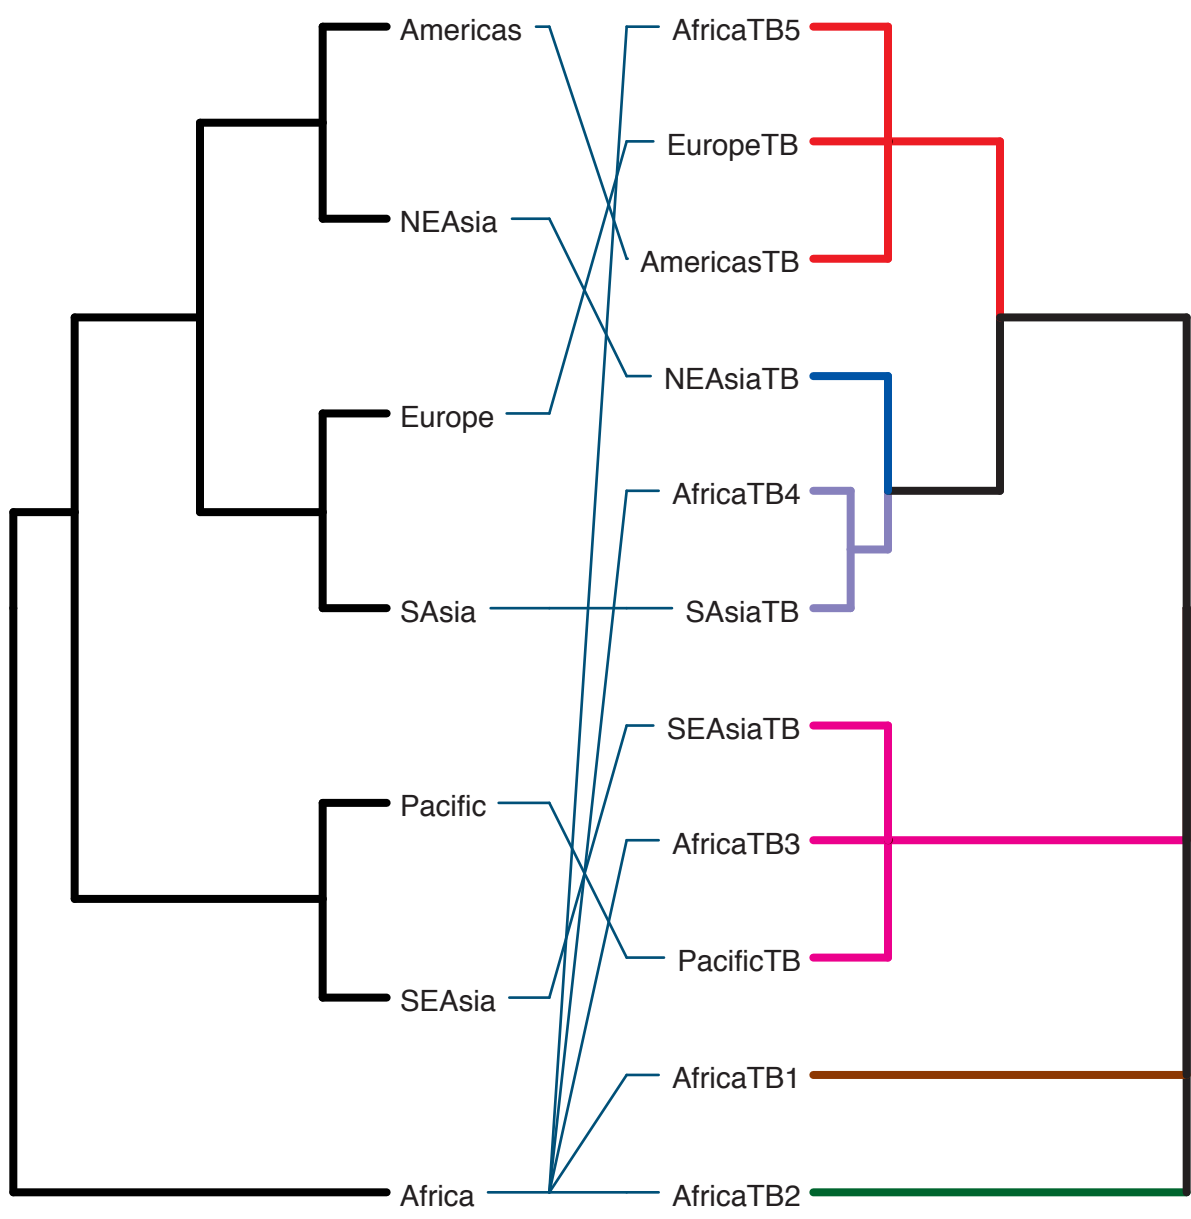 Americas
AfricaTB5
EuropeTB
NEAsia
AmericasTB
NEAsiaTB
Europe
AfricaTB4
SAsia
SAsiaTB
SEAsiaTB
Pacific
AfricaTB3
PacificTB
SEAsia
AfricaTB1
Africa
AfricaTB2